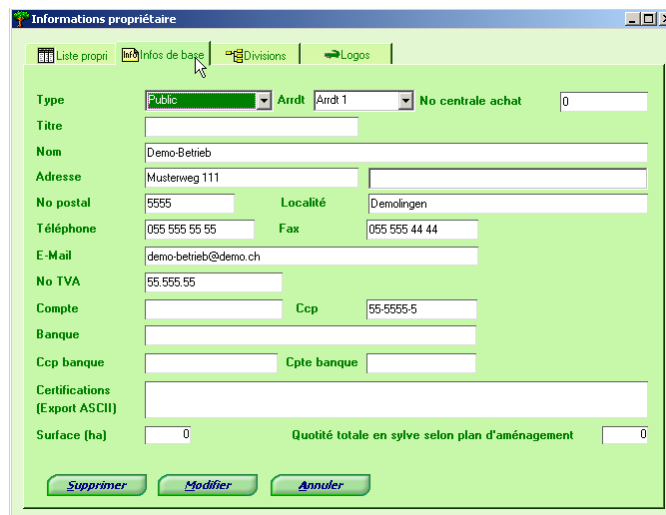 Informations propriétaire
Liste propri Infos de base Divisions Logos
Type Public Arrdt Arrdt 1 No centrale achat 0
Titre
Nom Demo-Betrieb
Adresse Musterweg 111
No postal 5555 Localité Demolingen
Téléphone 055 555 55 55 Fax 055 555 44 44
E-Mail demo-betrieb@demo.ch
No TVA 55.555.55
Compte Ccp 55-5555-5
Banque
Ccp banque Cpte banque
Certifications
(Export ASCII)
Surface (ha) 0 Quotité totale en sylve selon plan d'aménagement 0
Supprimer Modifier Annuler